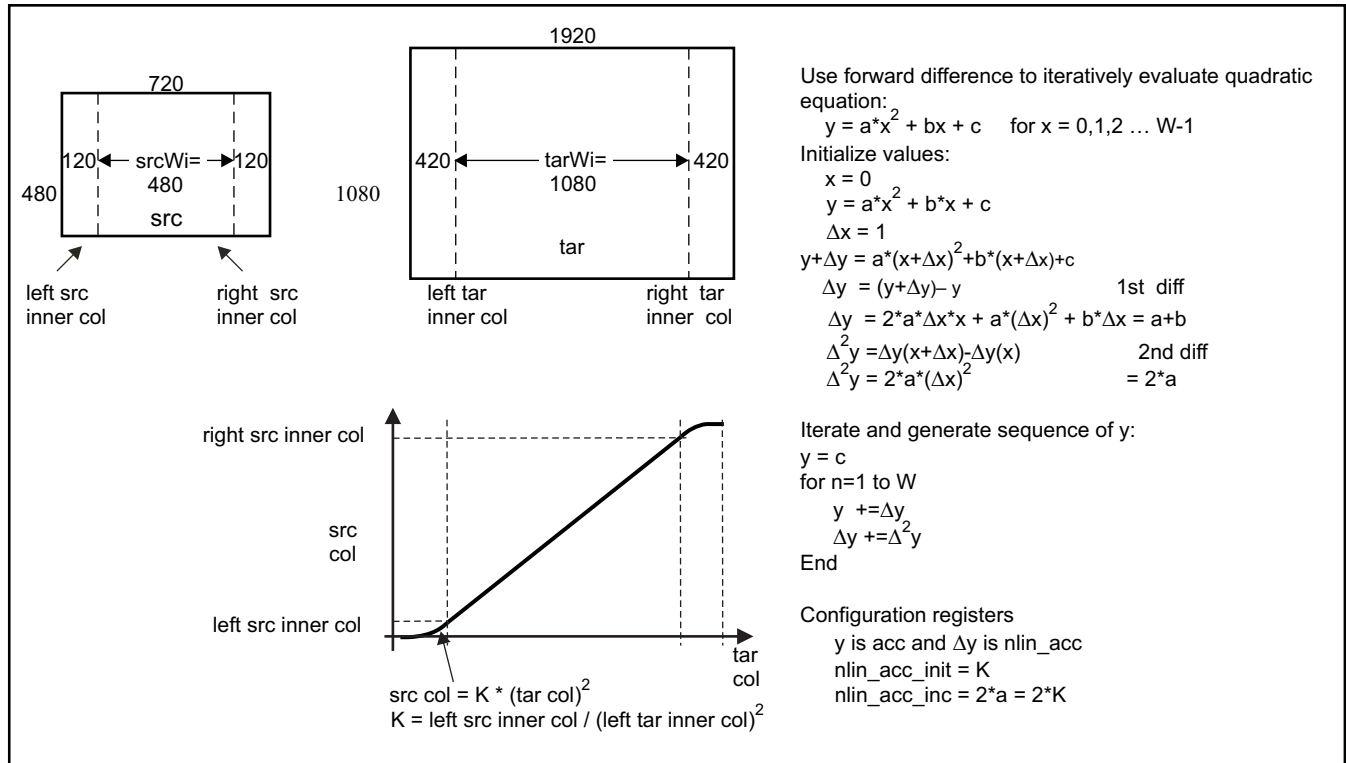 720
120
srcWi=
480
120
480
src
left src
inner col
right src
inner col
1920
420
tarWi=
1080
420
1080
tar
left tar
inner col
right tar
inner col
right src inner col
src
col
left src inner col
tar
col
src col = K * (tar col)²
K = left src inner col / (left tar inner col)²
Use forward difference to iteratively evaluate quadratic
equation:
y = a*x² + bx + c for x = 0,1,2 … W-1
Initialize values:
x = 0
y = a*x² + b*x + c
Δx = 1
y+Δy = a*(x+Δx)²+b*(x+Δx)+c
Δy = (y+Δy)– y 1st diff
Δy = 2*a*Δx*x + a*(Δx)² + b*Δx = a+b
Δ²y =Δy(x+Δx)-Δy(x) 2nd diff
Δ²y = 2*a*(Δx)² = 2*a
Iterate and generate sequence of y:
y = c
for n=1 to W
y +=Δy
Δy +=Δ²y
End
Configuration registers
y is acc and Δy is nlin_acc
nlin_acc_init = K
nlin_acc_inc = 2*a = 2*K